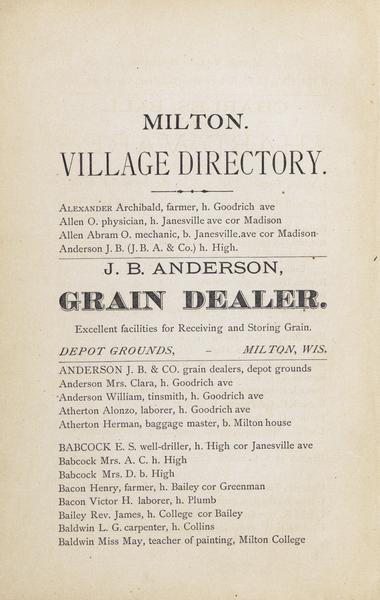 MILTON.
VILLAGE DIRECTORY.
ALEXANDER Archibald, farmer, h. Goodrich ave
Allen O. physician, h. Janesville ave cor Madison
Allen Abram O. mechanic, b. Janesville ave cor Madison
Anderson J. B. (J. B. A. & Co.) h. High.
J. B. ANDERSON,
GRAIN DEALER.
Excellent facilities for Receiving and Storing Grain.
DEPOT GROUNDS, – MILTON, WIS.
ANDERSON J. B. & CO. grain dealers, depot grounds
Anderson Mrs. Clara, h. Goodrich ave
Anderson William, tinsmith, h. Goodrich ave
Atherton Alonzo, laborer, h. Goodrich ave
Atherton Herman, baggage master, b. Milton house
BABCOCK E. S. well-driller, h. High cor Janesville ave
Babcock Mrs. A. C. h. High
Babcock Mrs. D. b. High
Bacon Henry, farmer, h. Bailey cor Greenman
Bacon Victor H. laborer, h. Plumb
Bailey Rev. James, h. College cor Bailey
Baldwin L. G. carpenter, h. Collins
Baldwin Miss May, teacher of painting, Milton College